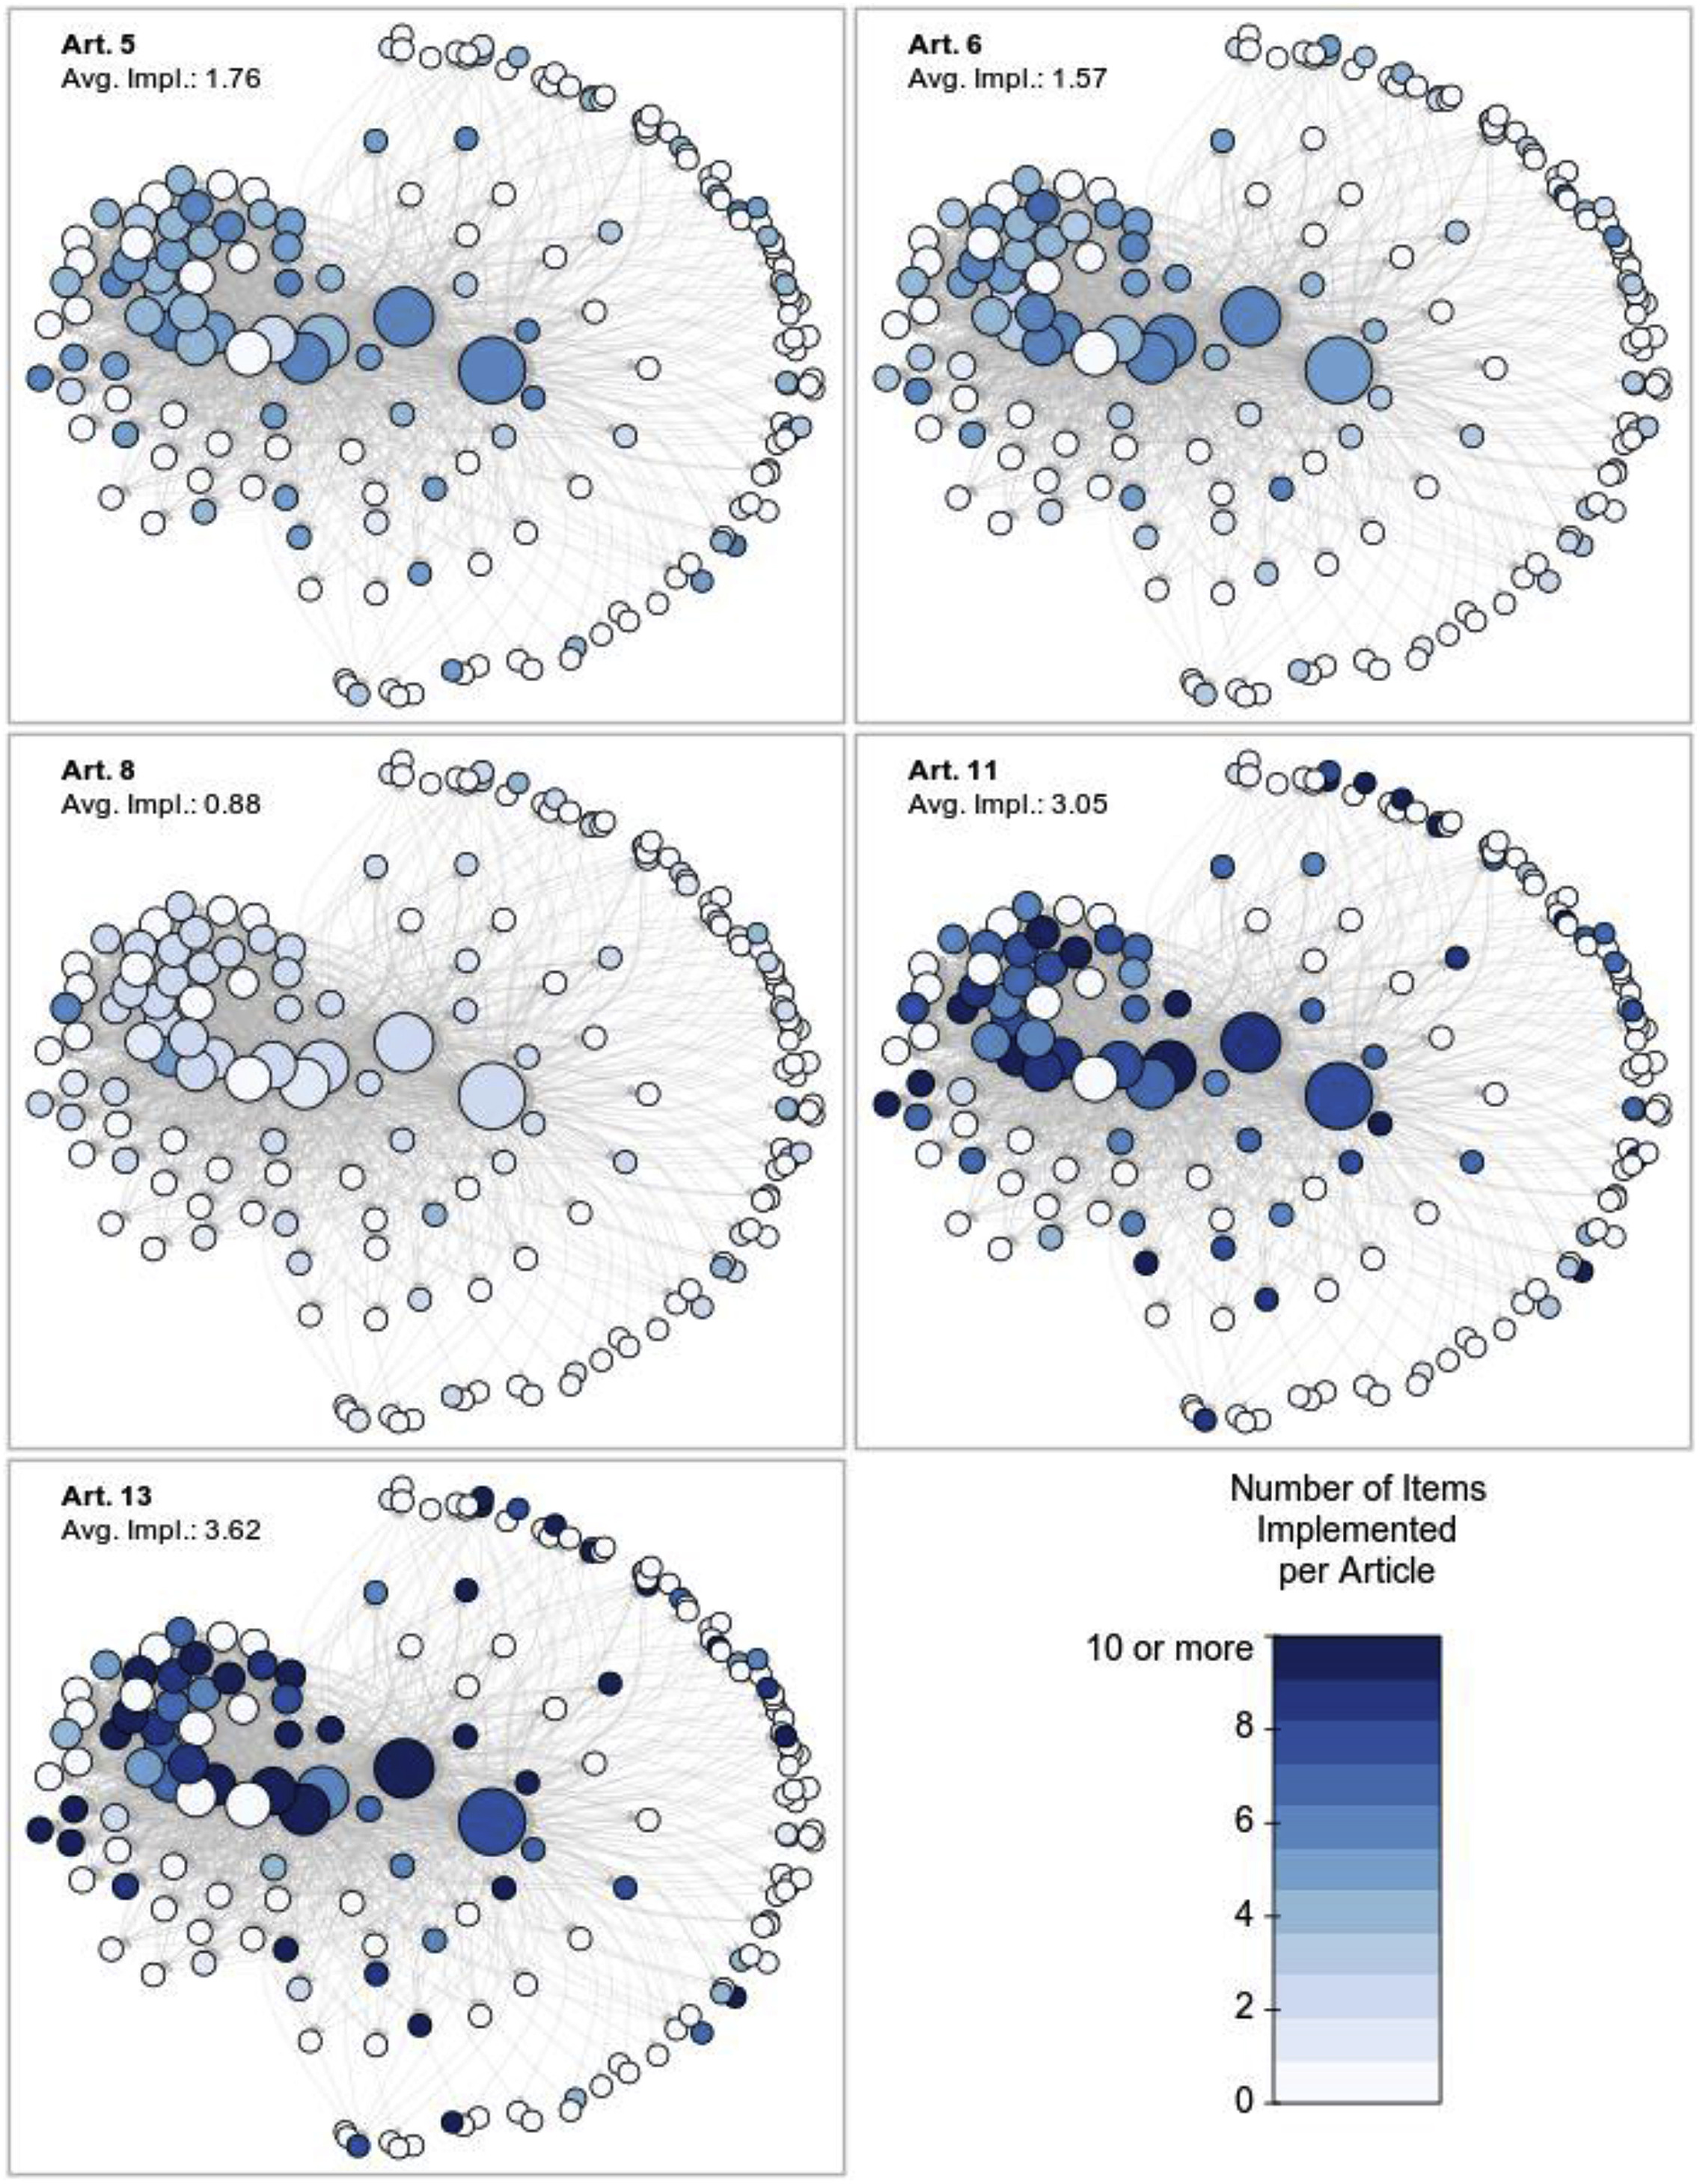 Art. 5
Avg. Impl.: 1.76
Art. 6
Avg. Impl.: 1.57
Art. 8
Avg. Impl.: 0.88
Art. 11
Avg. Impl.: 3.05
Art. 13
Avg. Impl.: 3.62
Number of Items
Implemented
per Article
10 or more
8
6
4
2
0